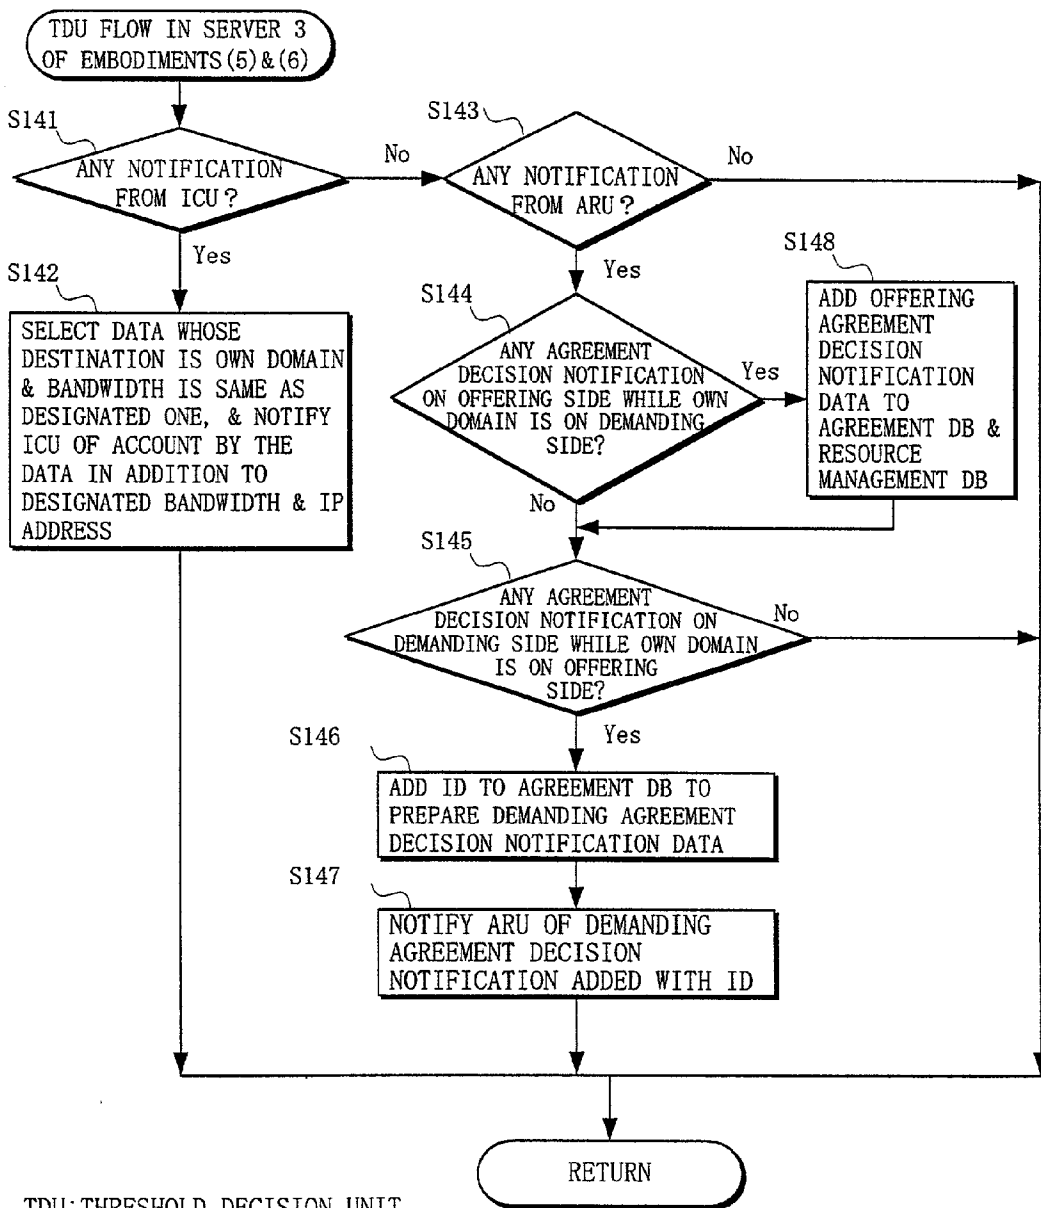 TDU FLOW IN SERVER 3
OF EMBODIMENTS(5)&(6)
S141
ANY NOTIFICATION
FROM ICU?
No
Yes
S142
SELECT DATA WHOSE
DESTINATION IS OWN DOMAIN
& BANDWIDTH IS SAME AS
DESIGNATED ONE, & NOTIFY
ICU OF ACCOUNT BY THE
DATA IN ADDITION TO
DESIGNATED BANDWIDTH & IP
ADDRESS
S143
ANY NOTIFICATION
FROM ARU?
No
Yes
S144
ANY AGREEMENT
DECISION NOTIFICATION
ON OFFERING SIDE WHILE OWN
DOMAIN IS ON DEMANDING
SIDE?
Yes
No
S148
ADD OFFERING
AGREEMENT
DECISION
NOTIFICATION
DATA TO
AGREEMENT DB &
RESOURCE
MANAGEMENT DB
S145
ANY AGREEMENT
DECISION NOTIFICATION ON
DEMANDING SIDE WHILE OWN DOMAIN
IS ON OFFERING
SIDE?
No
Yes
S146
ADD ID TO AGREEMENT DB TO
PREPARE DEMANDING AGREEMENT
DECISION NOTIFICATION DATA
S147
NOTIFY ARU OF DEMANDING
AGREEMENT DECISION
NOTIFICATION ADDED WITH ID
RETURN
TDU:THRESHOLD DECISION UNIT